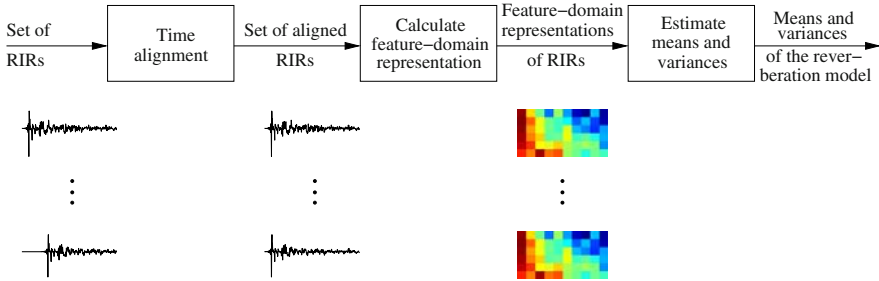 Set of
RIRs
Time
alignment
Set of aligned
RIRs
Calculate
feature−domain
representation
Feature−domain
representations
of RIRs
Estimate
means and
variances
Means and
variances
of the rever−
beration model